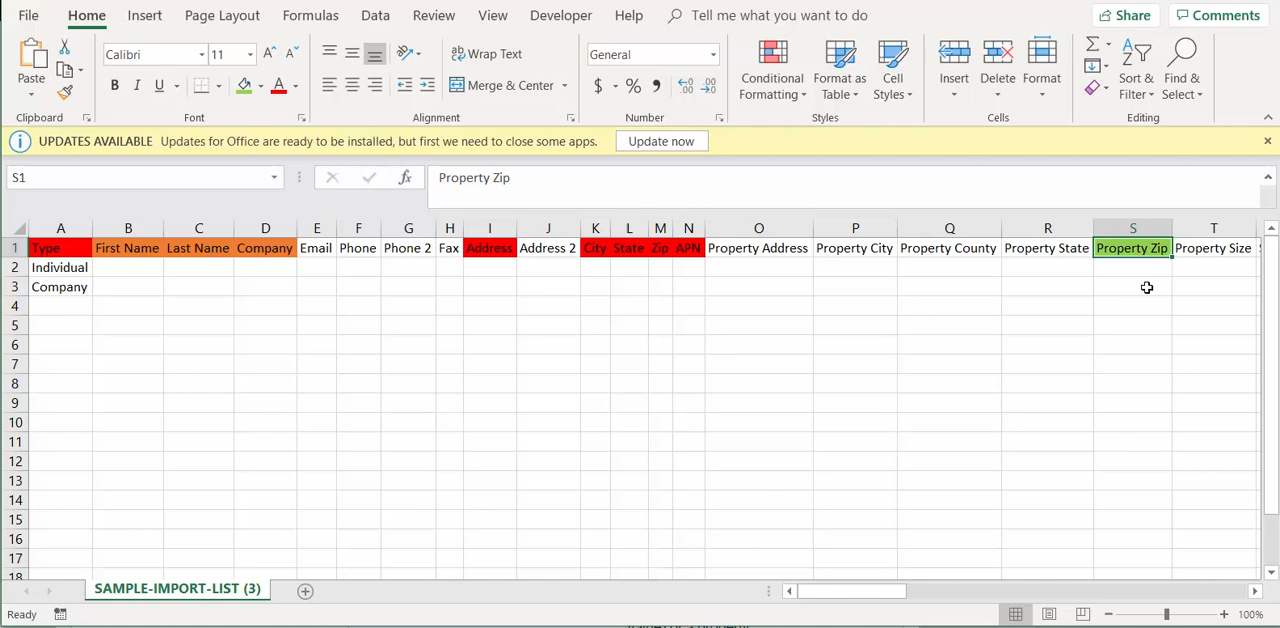 File Home Insert Page Layout Formulas Data Review View Developer Help Tell me what you want to do Share Comments
Paste Calibri 11 A A Wrap Text General Insert Delete Format
B I U A Merge & Center $ % Conditional Formatting Format as Table Cell Styles Sort & Filter Find & Select
Clipboard Font Alignment Number Styles Cells Editing
UPDATES AVAILABLE Updates for Office are ready to be installed, but first we need to close some apps. Update now
S1 fx Property Zip
A B C D E F G H I J K L M N O P Q R S T
1 Type First Name Last Name Company Email Phone Phone 2 Fax Address Address 2 City State Zip APN Property Address Property City Property County Property State Property Zip Property Size
2 Individual
3 Company
4
5
6
7
8
9
10
11
12
13
14
15
16
17
18
SAMPLE-IMPORT-LIST (3)
Ready 100%